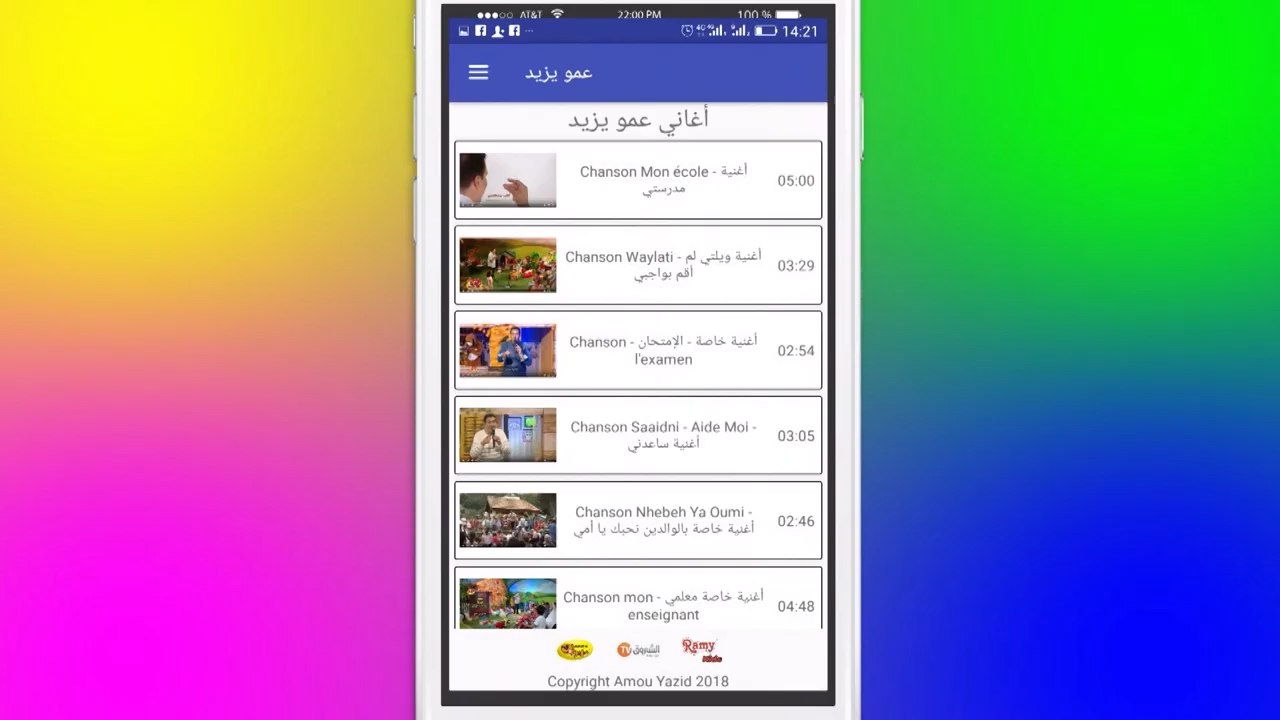 AT&T 22:00 PM 100 %
14:21
عمو يزيد
أغاني عمو يزيد
Chanson Mon école - أغنية
مدرستي
05:00
Chanson Waylati - أغنية ويلتي لم
أقم بواجبي
03:29
Chanson - أغنية خاصة - الإمتحان
l'examen
02:54
Chanson Saaidni - Aide Moi -
أغنية ساعدني
03:05
Chanson Nhebeh Ya Oumi -
أغنية خاصة بالوالدين نحبك يا أمي
02:46
Chanson mon - أغنية خاصة معلمي
enseignant
04:48
الشروق TV Ramy
Copyright Amou Yazid 2018